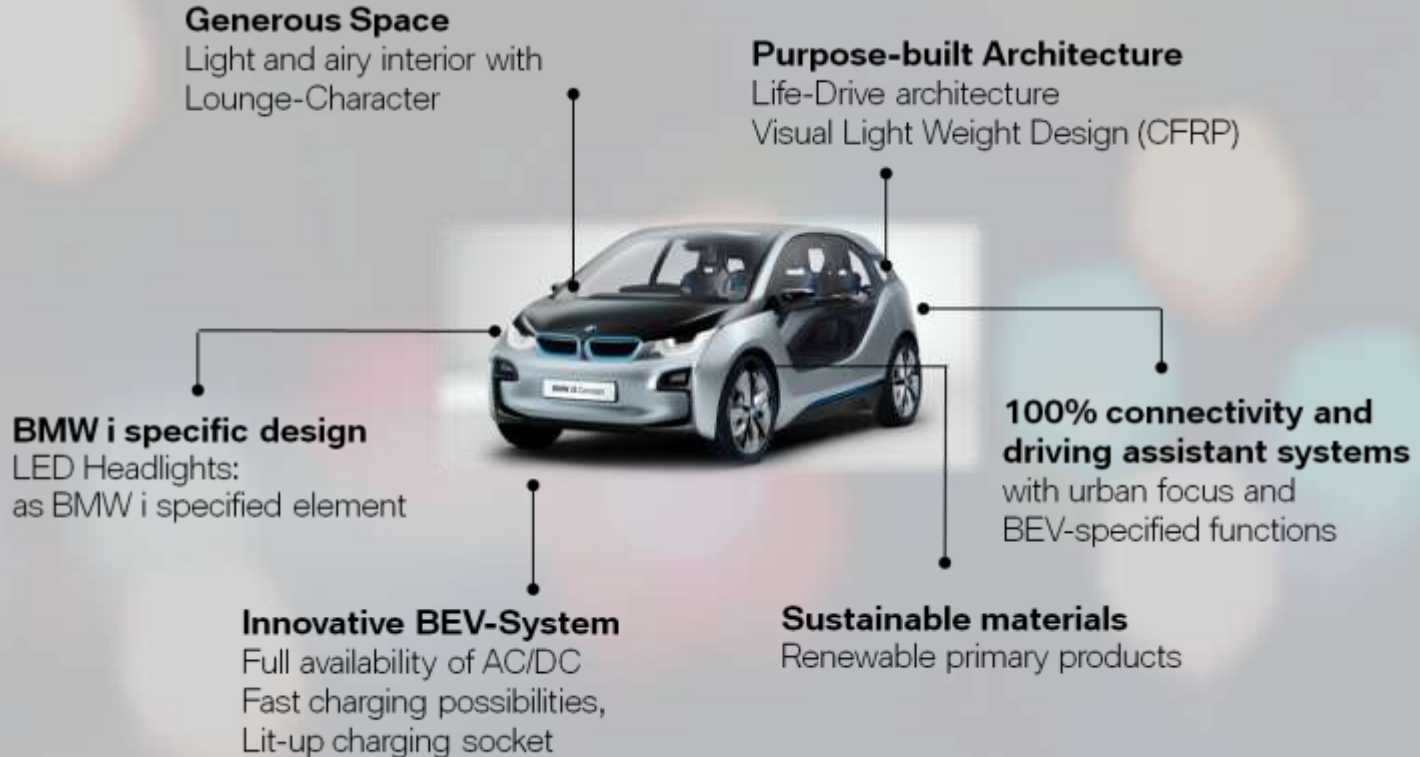 Generous Space
Light and airy interior with
Lounge-Character
Purpose-built Architecture
Life-Drive architecture
Visual Light Weight Design (CFRP)
BMW i specific design
LED Headlights:
as BMW i specified element
100% connectivity and
driving assistant systems
with urban focus and
BEV-specified functions
Innovative BEV-System
Full availability of AC/DC
Fast charging possibilities,
Lit-up charging socket
Sustainable materials
Renewable primary products
BMW i3 Concept